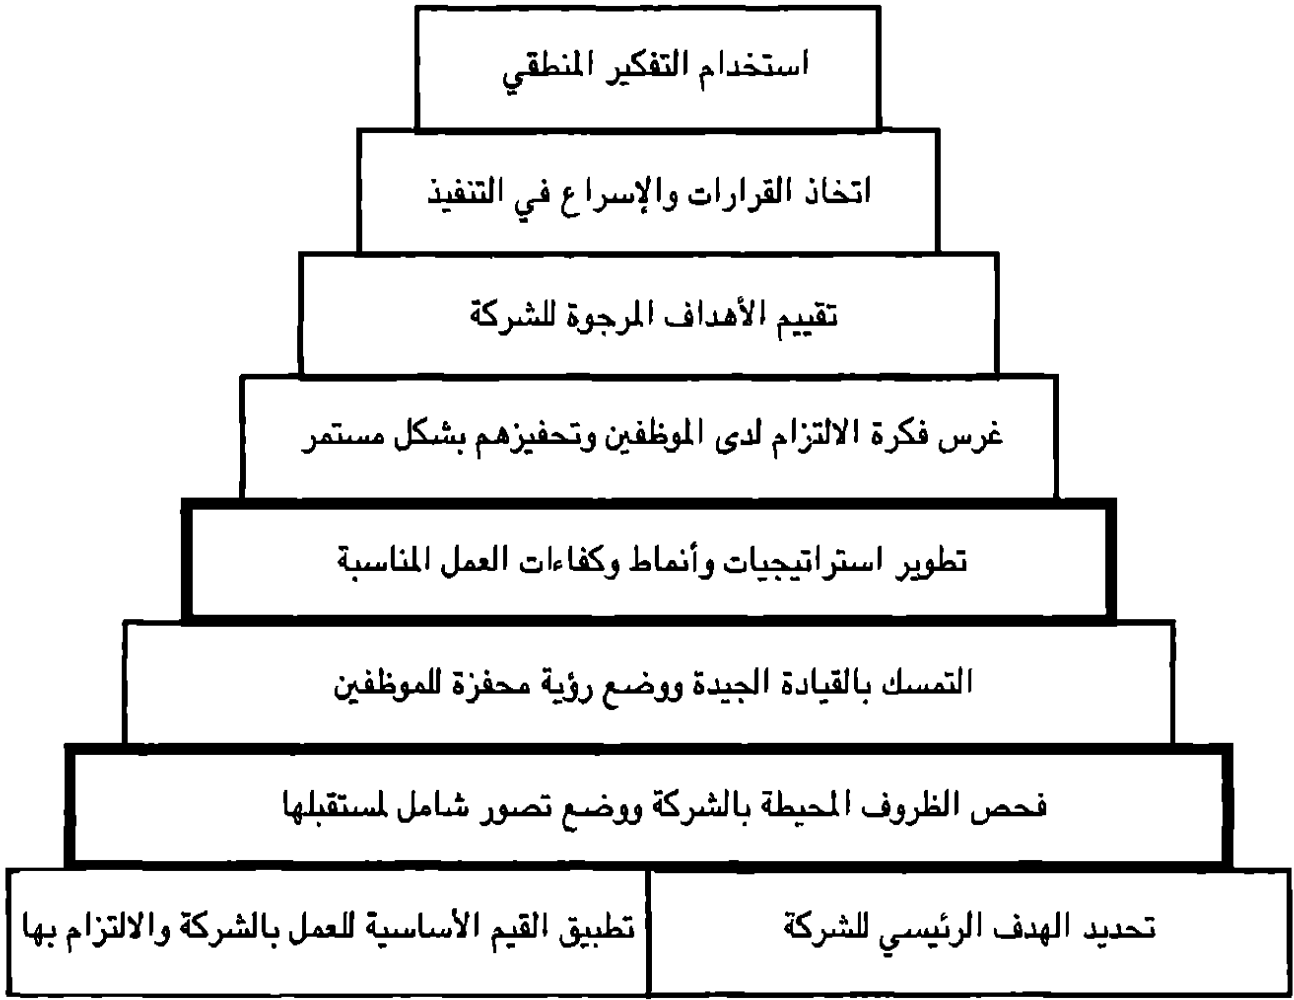 استخدام التفكير المنطقي
اتخاذ القرارات والإسراع في التنفيذ
تقييم الأهداف المرجوة للشركة
غرس فكرة الالتزام لدى الموظفين وتحفيزهم بشكل مستمر
تطوير استراتيجيات وأنماط وكفاءات العمل المناسبة
التمسك بالقيادة الجيدة ووضع رؤية محفزة للموظفين
فحص الظروف المحيطة بالشركة ووضع تصور شامل لمستقبلها
تحديد الهدف الرئيسي للشركة
تطبيق القيم الأساسية للعمل بالشركة والالتزام بها